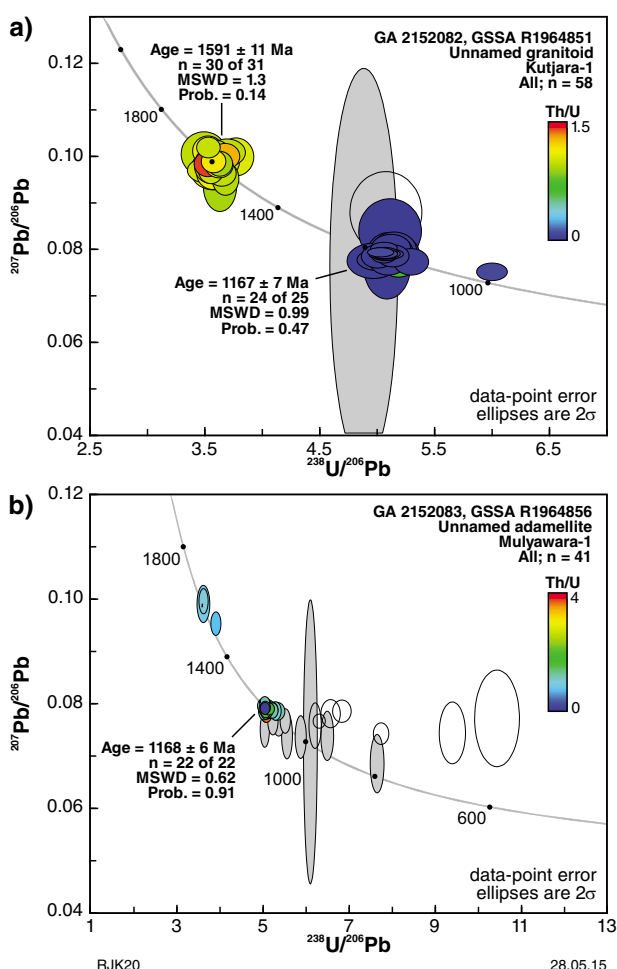 a)
GA 2152082, GSSA R1964851
Unnamed granitoid
Kutjara-1
All; n = 58
Th/U
1.5
0
Age = 1591 ± 11 Ma
n = 30 of 31
MSWD = 1.3
Prob. = 0.14
1800
1400
1000
Age = 1167 ± 7 Ma
n = 24 of 25
MSWD = 0.99
Prob. = 0.47
data-point error
ellipses are 2σ
0.12
0.10
0.08
0.06
0.04
²⁰⁷Pb/²⁰⁶Pb
2.5 3.5 4.5 5.5 6.5
²³⁸U/²⁰⁶Pb
b)
GA 2152083, GSSA R1964856
Unnamed adamellite
Mulyawara-1
All; n = 41
Th/U
4
0
1800
1400
1000
600
Age = 1168 ± 6 Ma
n = 22 of 22
MSWD = 0.62
Prob. = 0.91
data-point error
ellipses are 2σ
0.12
0.10
0.08
0.06
0.04
²⁰⁷Pb/²⁰⁶Pb
1 3 5 7 9 11 13
²³⁸U/²⁰⁶Pb
RJK20 28.05.15